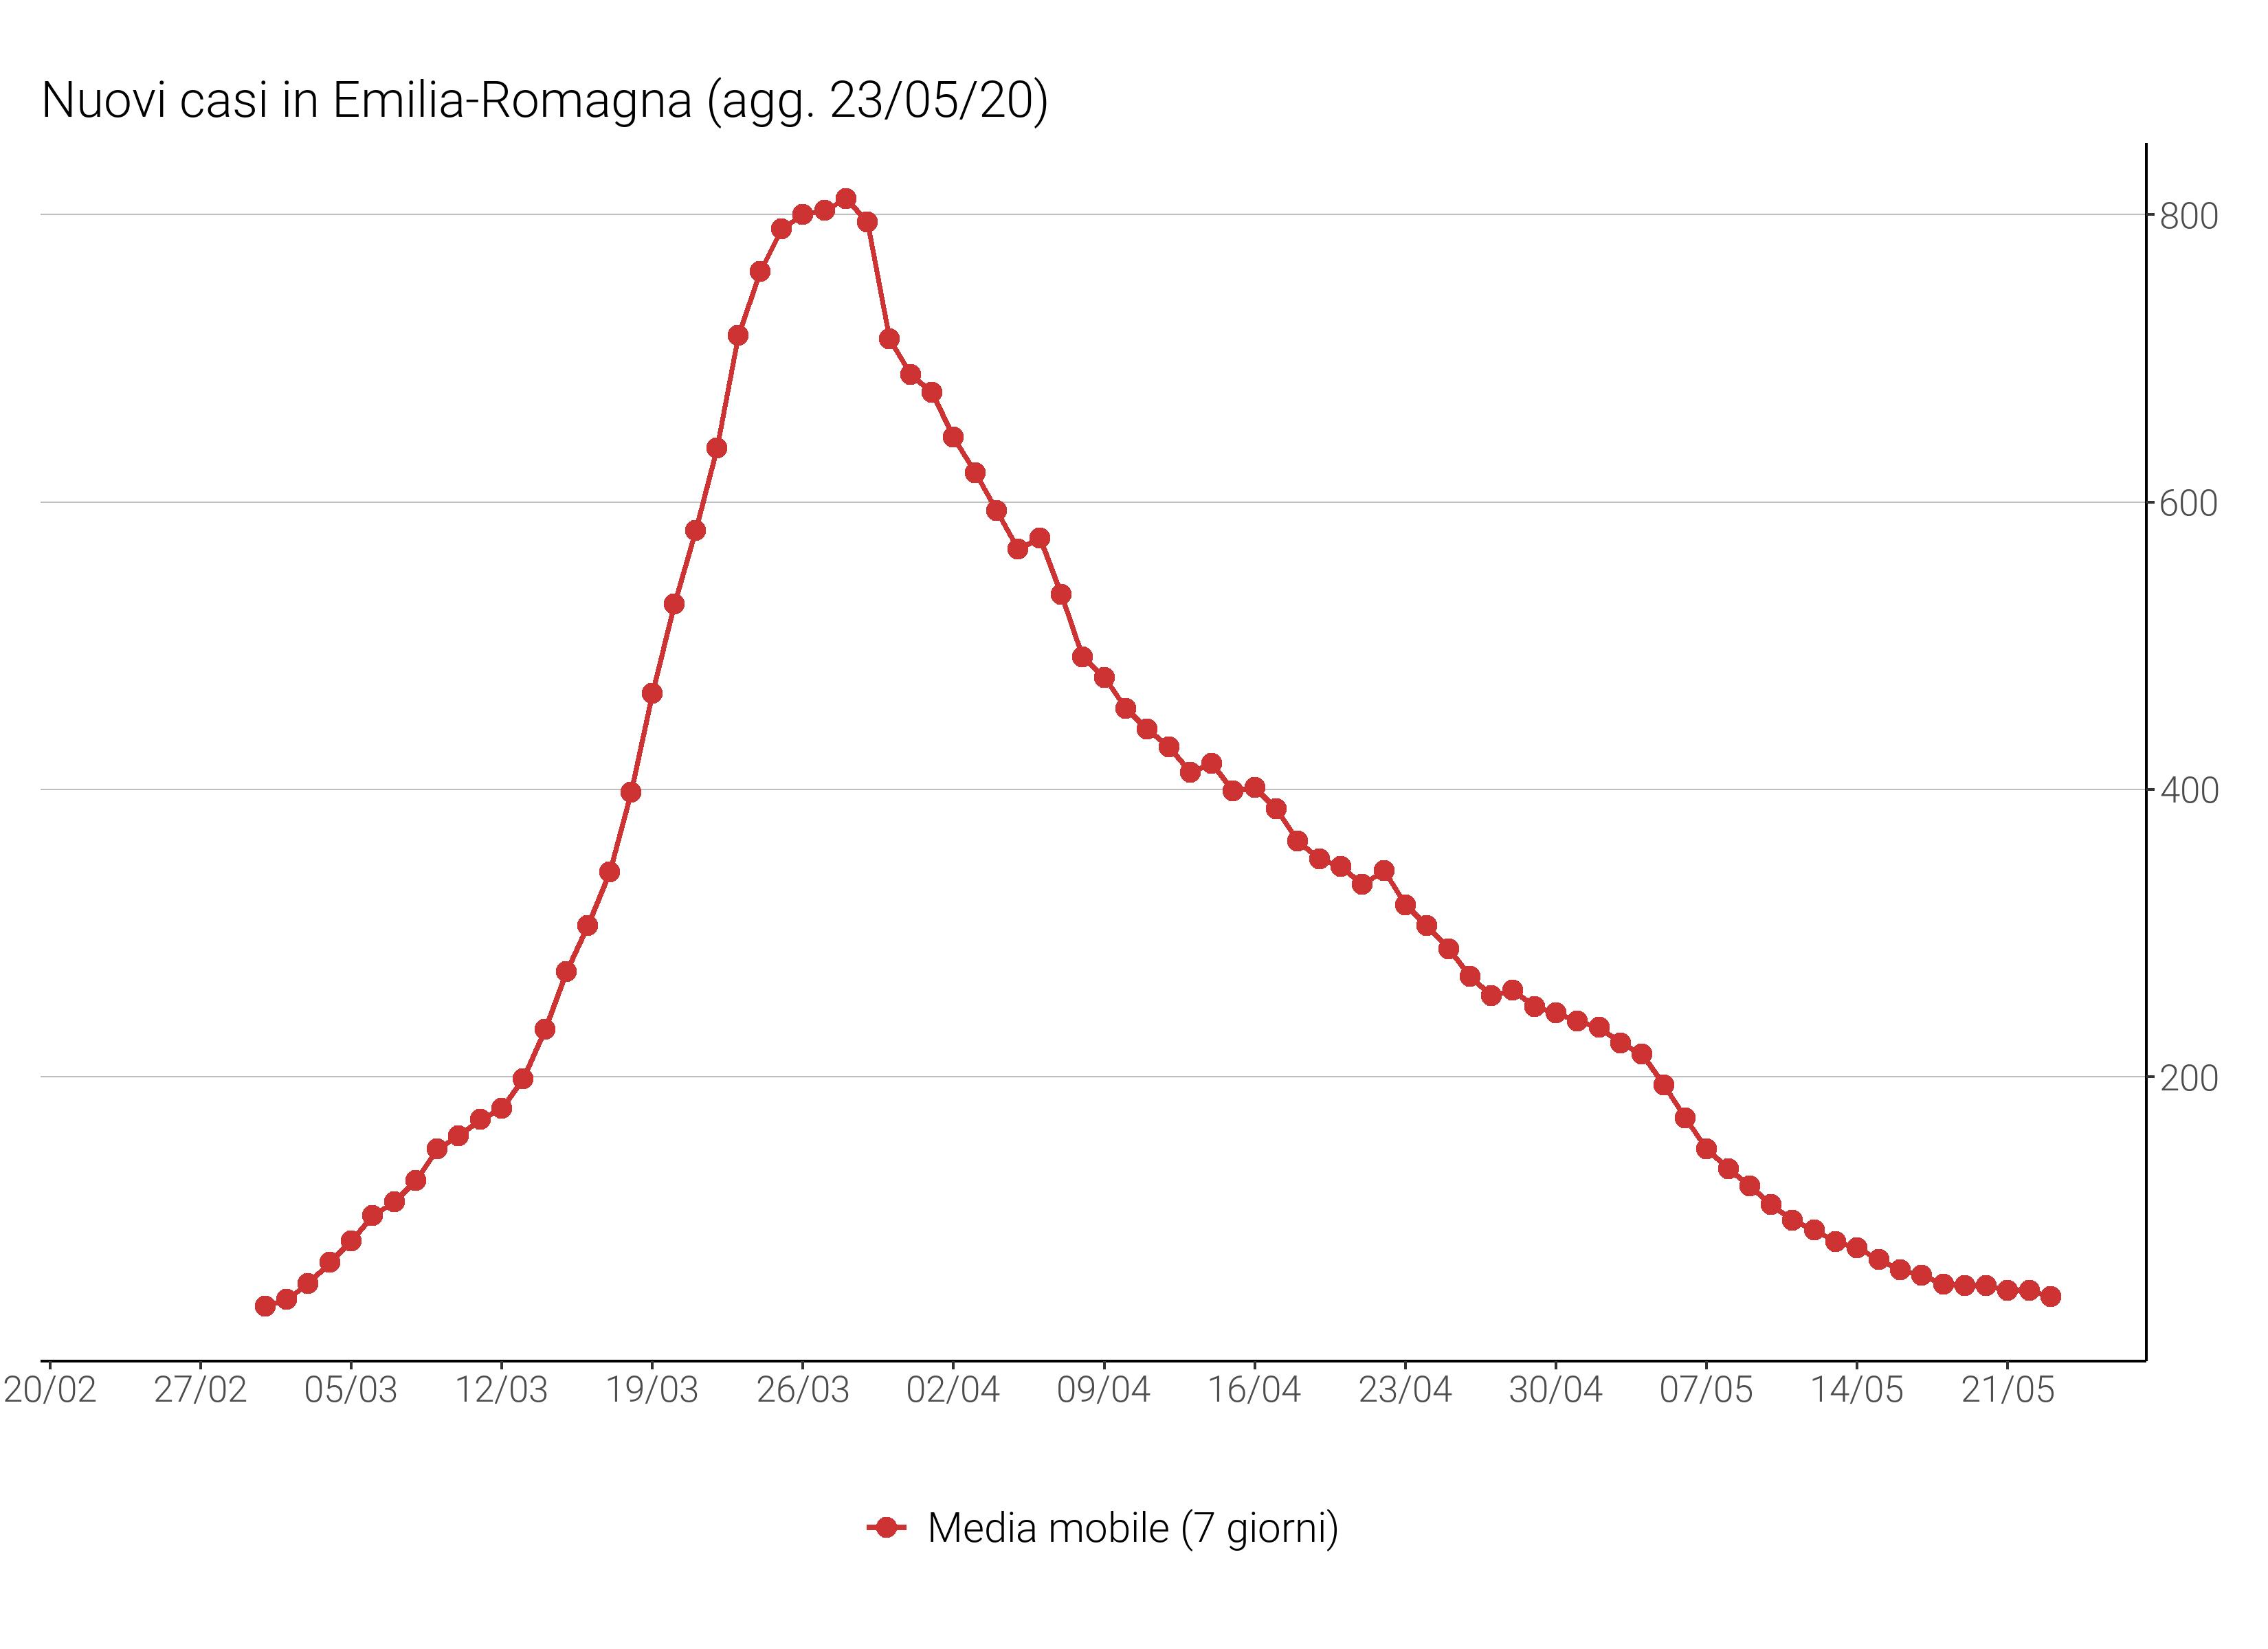 Nuovi casi in Emilia-Romagna (agg. 23/05/20)
800
600
400
200
20/02 27/02 05/03 12/03 19/03 26/03 02/04 09/04 16/04 23/04 30/04 07/05 14/05 21/05
Media mobile (7 giorni)